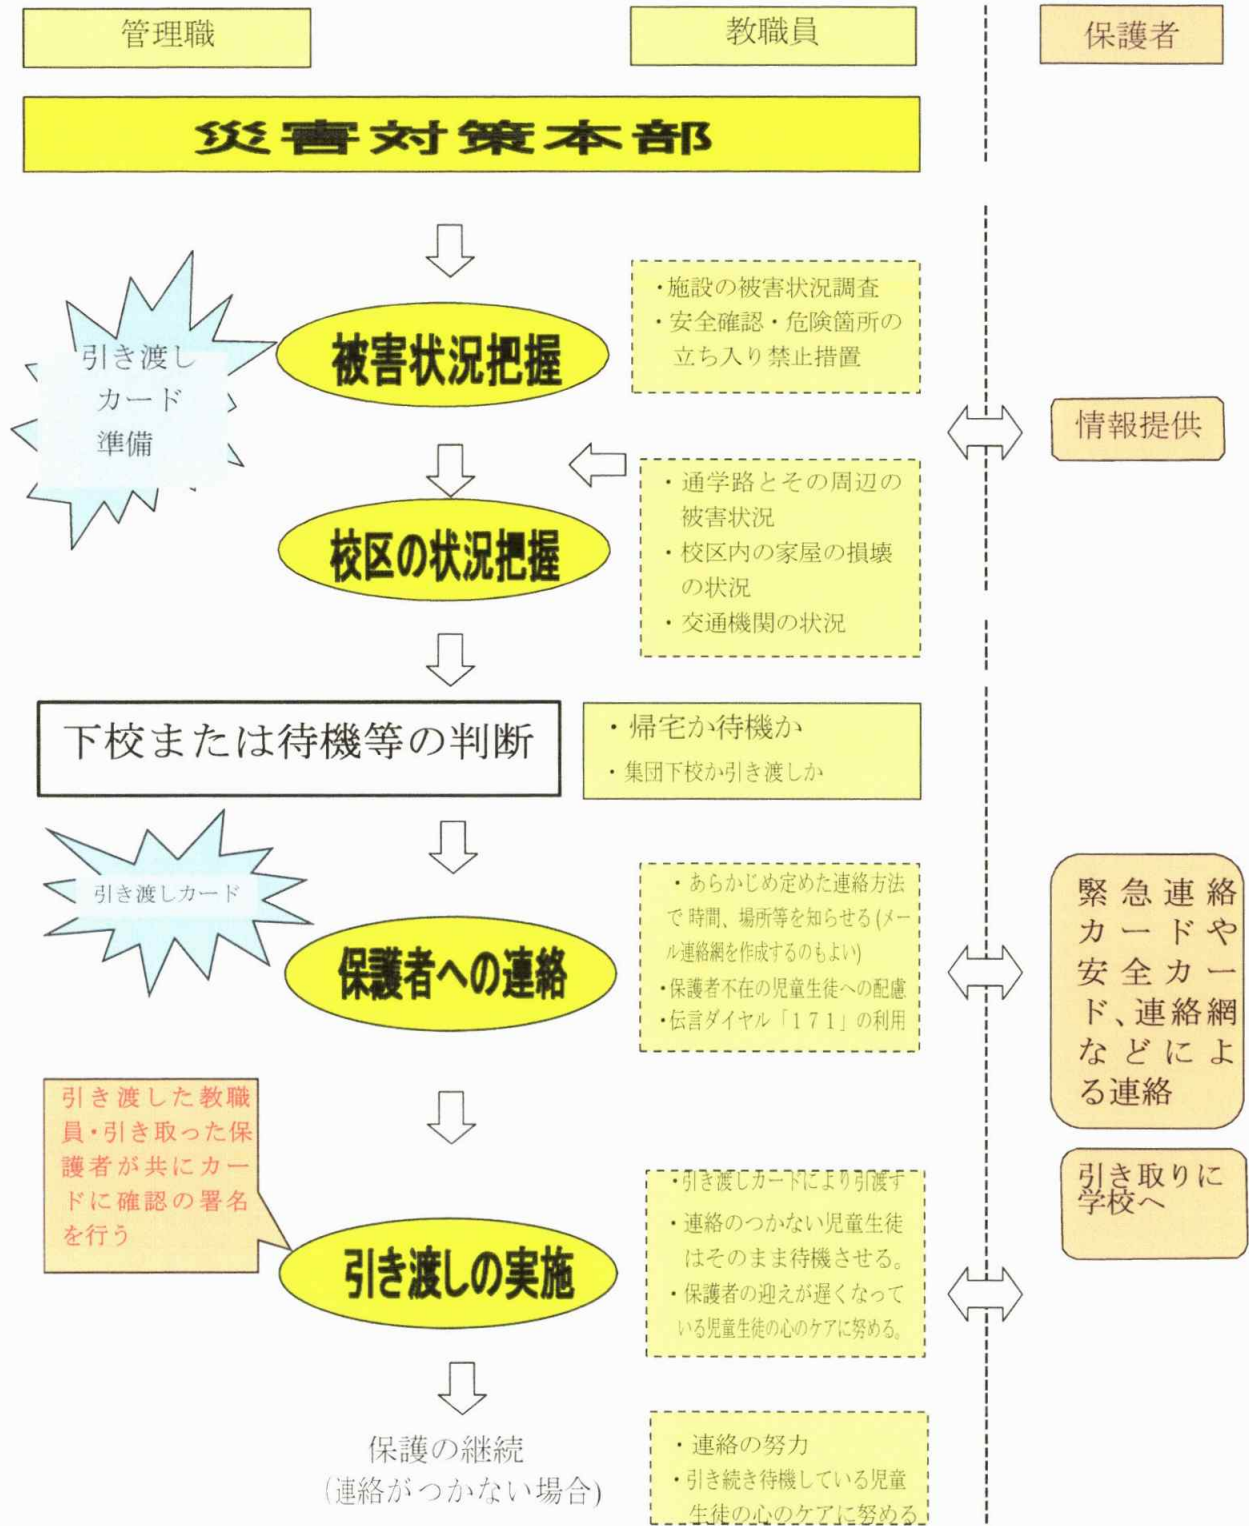 管理職
教職員
保護者
災害対策本部
引き渡し
カード
準備
被害状況把握
・施設の被害状況調査
・安全確認・危険箇所の
立ち入り禁止措置
情報提供
校区の状況把握
・通学路とその周辺の
被害状況
・校区内の家屋の損壊
の状況
・交通機関の状況
下校または待機等の判断
・帰宅か待機か
・集団下校か引き渡しか
引き渡しカード
保護者への連絡
・あらかじめ定めた連絡方法
で時間、場所等を知らせる(メー
ル連絡網を作成するのもよい)
・保護者不在の児童生徒への配慮
・伝言ダイヤル「171」の利用
緊急連絡
カードや
安全カー
ド、連絡網
などによ
る連絡
引き渡した教職
員・引き取った保
護者が共にカー
ドに確認の署名
を行う
引き渡しの実施
・引き渡しカードにより引渡す
・連絡のつかない児童生徒
はそのまま待機させる。
・保護者の迎えが遅くなって
いる児童生徒の心のケアに努める。
引き取りに
学校へ
保護の継続
(連絡がつかない場合)
・連絡の努力
・引き続き待機している児童
生徒の心のケアに努める